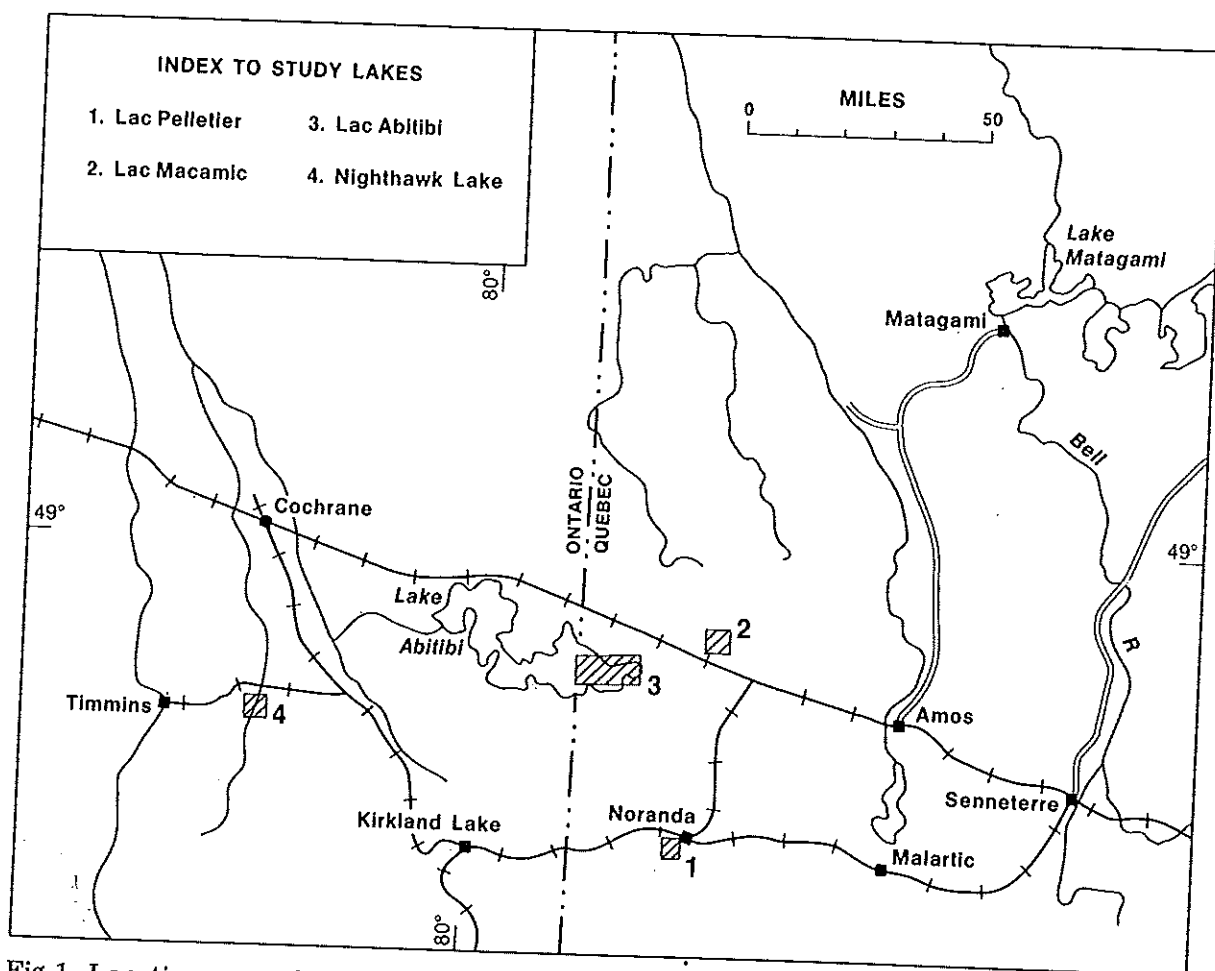 INDEX TO STUDY LAKES
1. Lac Pelletier
3. Lac Abitibi
2. Lac Macamic
4. Nighthawk Lake
MILES
0
50
80°
Lake
Matagami
Matagami
Bell
R
49°
49°
Cochrane
ONTARIO
QUEBEC
Lake
Abitibi
2
3
Timmins
4
Amos
Senneterre
Kirkland Lake
Noranda
1
Malartic
80°